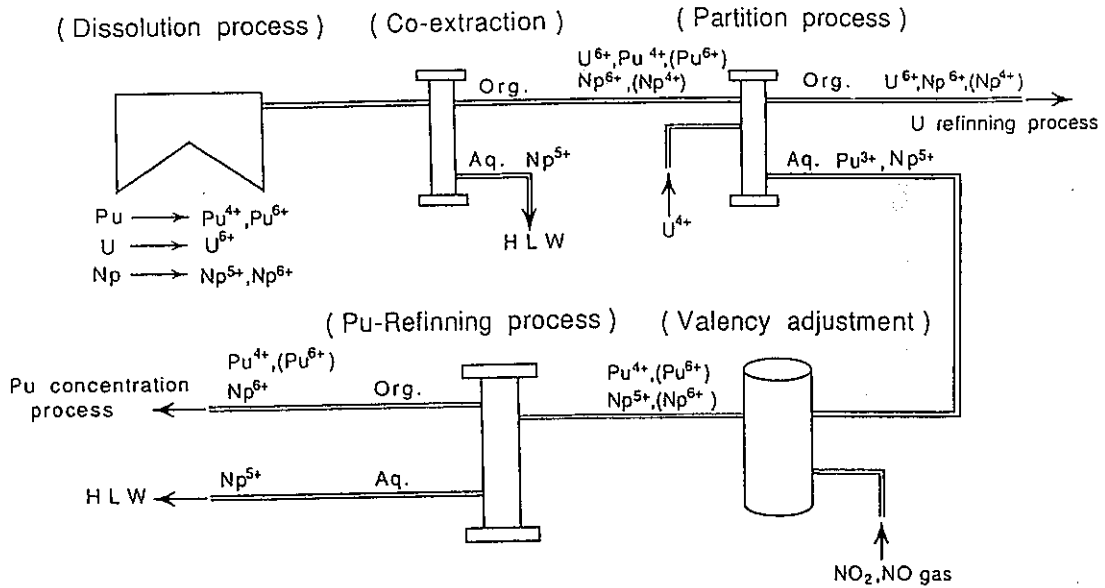 ( Dissolution process )
( Co-extraction )
( Partition process )
U⁶⁺,Pu⁴⁺,(Pu⁶⁺)
Np⁶⁺,(Np⁴⁺)
Org.
Org.
U⁶⁺,Np⁶⁺,(Np⁴⁺)
U refinning process
Aq.
Np⁵⁺
HLW
Aq.
Pu³⁺, Np⁵⁺
U⁴⁺
Pu → Pu⁴⁺,Pu⁶⁺
U → U⁶⁺
Np → Np⁵⁺,Np⁶⁺
( Pu-Refinning process )
( Valency adjustment )
Pu⁴⁺,(Pu⁶⁺)
Np⁶⁺
Org.
Pu concentration
process
Pu⁴⁺,(Pu⁶⁺)
Np⁵⁺,(Np⁶⁺)
Np⁵⁺
Aq.
HLW
NO₂,NO gas